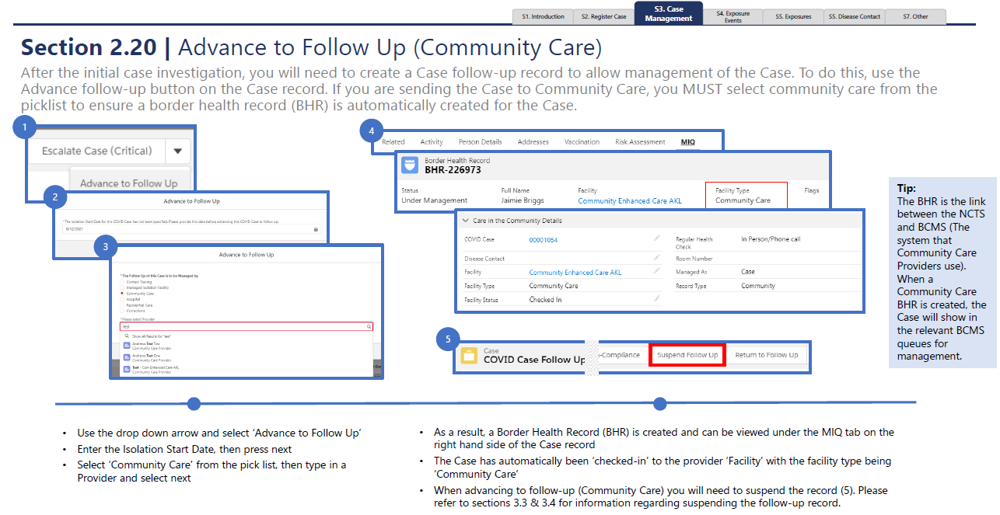 S1. Introduction
S2. Register Case
S3. Case
Management
S4. Exposure
Events
S5. Exposures
S5. Disease Contact
S7. Other
Section 2.20 | Advance to Follow Up (Community Care)
After the initial case investigation, you will need to create a Case follow-up record to allow management of the Case. To do this, use the
Advance follow-up button on the Case record. If you are sending the Case to Community Care, you MUST select community care from the
picklist to ensure a border health record (BHR) is automatically created for the Case.
1
Escalate Case (Critical)
Advance to Follow Up
2
Advance to Follow Up
*The Isolation Start Date for this COVID Case has not been specified. Please provide this date before advancing this COVID Case to follow up.
6/12/2021
3
Advance to Follow Up
*The Follow Up of this Case is to be Managed by
Contact Tracing
Managed Isolation Facility
Community Care
Hospital
Residential Care
Corrections
*Please select Provider
test
Show All Results for "test"
Andrews Test Two
Community Care Provider
Andrews Test One
Community Care Provider
Test - Com Enhanced Care AKL
Community Care Provider
4
Related
Activity
Person Details
Addresses
Vaccination
Risk Assessment
MIQ
Border Health Record
BHR-226973
Status
Full Name
Facility
Facility Type
Flags
Under Management
Jaimie Briggs
Community Enhanced Care AKL
Community Care
Care in the Community Details
COVID Case
00001054
Regular Health
Check
In Person/Phone call
Disease Contact
Room Number
Facility
Community Enhanced Care AKL
Managed As
Case
Facility Type
Community Care
Record Type
Community
Facility Status
Checked In
5
Case
COVID Case Follow Up
-Compliance
Suspend Follow Up
Return to Follow Up
Tip:
The BHR is the link
between the NCTS
and BCMS (The
system that
Community Care
Providers use).
When a
Community Care
BHR is created, the
Case will show in
the relevant BCMS
queues for
management.
• Use the drop down arrow and select ‘Advance to Follow Up’
• Enter the Isolation Start Date, then press next
• Select ‘Community Care’ from the pick list, then type in a
Provider and select next
• As a result, a Border Health Record (BHR) is created and can be viewed under the MIQ tab on the
right hand side of the Case record
• The Case has automatically been ‘checked-in’ to the provider ‘Facility’ with the facility type being
‘Community Care’
• When advancing to follow-up (Community Care) you will need to suspend the record (5). Please
refer to sections 3.3 & 3.4 for information regarding suspending the follow-up record.